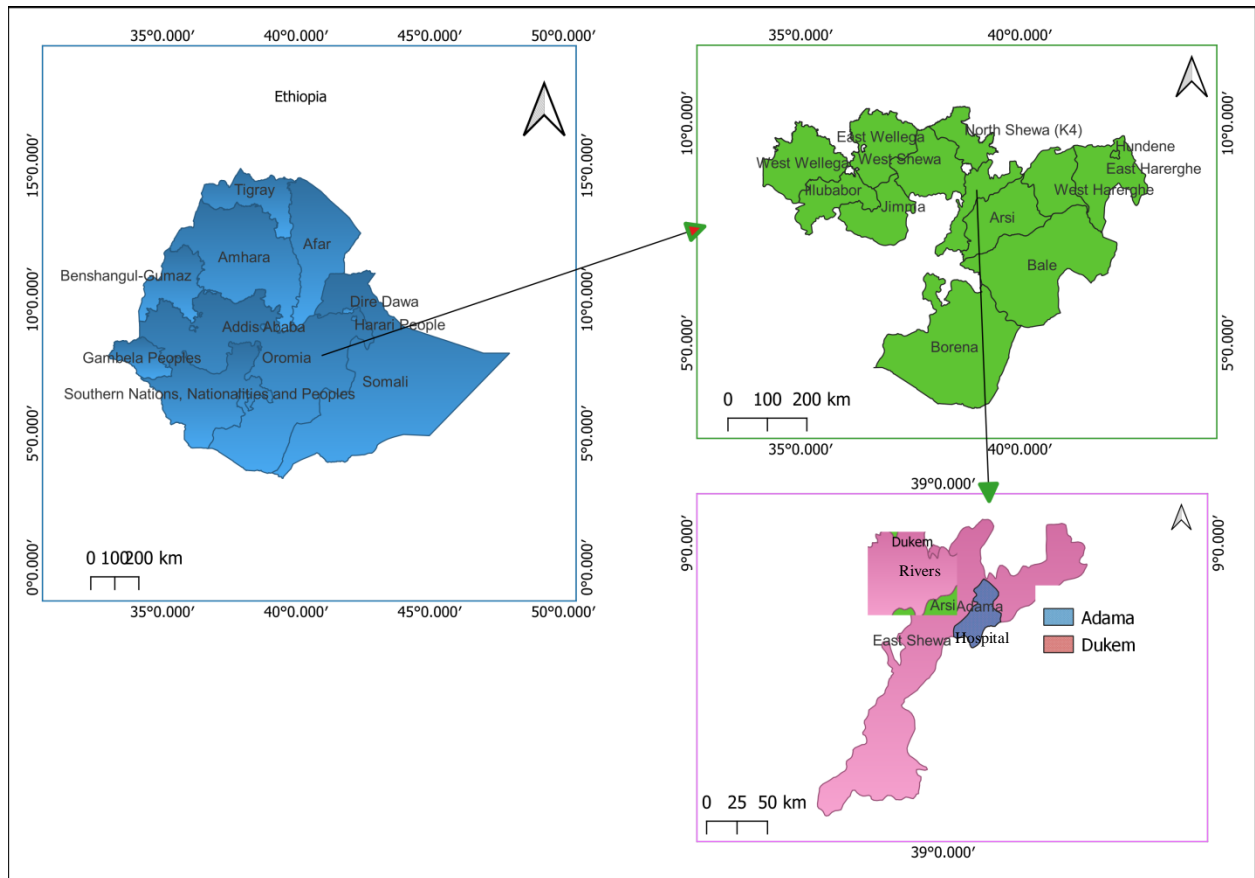 35°0.000′ 40°0.000′ 45°0.000′ 50°0.000′
Ethiopia
15°0.000′
10°0.000′
5°0.000′
0°0.000′
Tigray
Afar
Amhara
Benshangul-Gumaz
Dire Dawa
Addis Ababa
Harari People
Gambela Peoples
Oromia
Somali
Southern Nations, Nationalities and Peoples
15°0.000′
10°0.000′
5°0.000′
0°0.000′
0 100200 km
35°0.000′ 40°0.000′ 45°0.000′ 50°0.000′
35°0.000′ 40°0.000′
10°0.000′
5°0.000′
East Wellega
North Shewa (K4)
Hundene
West Wellega
West Shewa
East Harerghe
Illubabor
West Harerghe
Jimma
Arsi
Bale
Borena
10°0.000′
5°0.000′
0 100 200 km
35°0.000′ 40°0.000′
39°0.000′
9°0.000′
9°0.000′
Dukem
Rivers
Arsi
Adama
East Shewa
Hospital
Adama
Dukem
0 25 50 km
39°0.000′